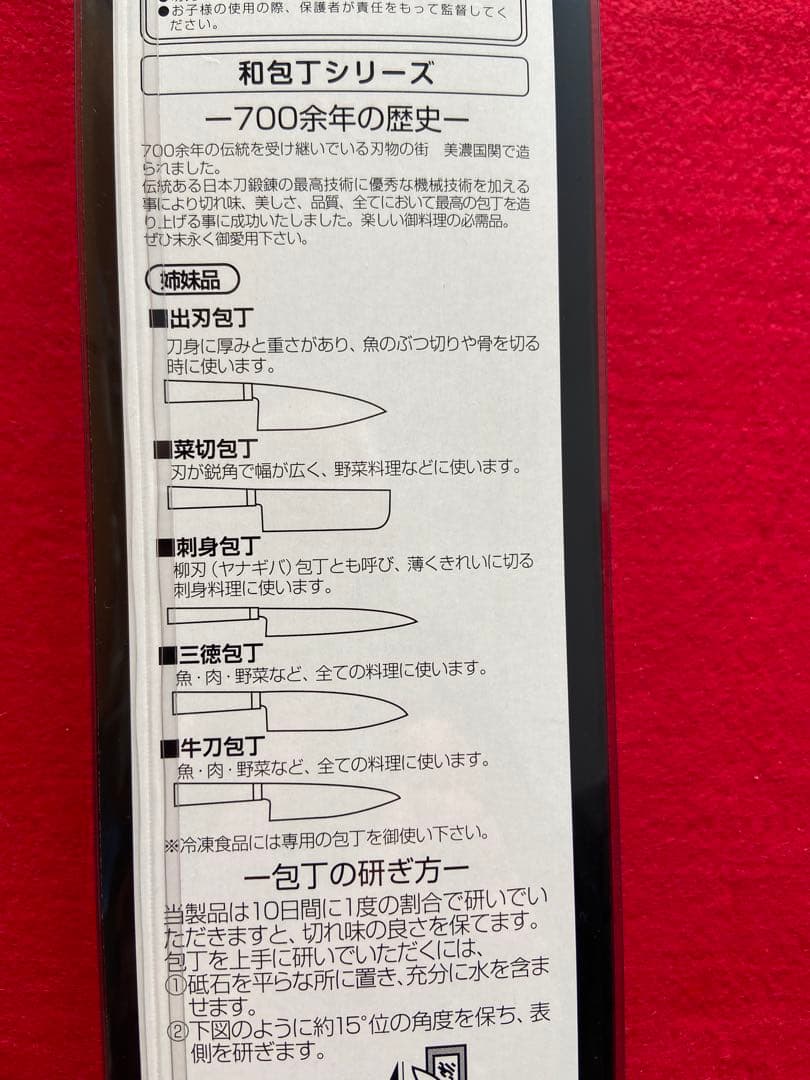 ●お子様の使用の際、保護者が責任をもって監督してく
ださい。
和包丁シリーズ
ー700余年の歴史ー
700余年の伝統を受け継いでいる刃物の街　美濃国関で造
られました。
伝統ある日本刀鍛錬の最高技術に優秀な機械技術を加える
事により切れ味、美しさ、品質、全てにおいて最高の包丁を造
り上げる事に成功いたしました。楽しい御料理の必需品。
ぜひ末永く御愛用下さい。
姉妹品
■出刃包丁
刀身に厚みと重さがあり、魚のぶつ切りや骨を切る
時に使います。
■菜切包丁
刃が鋭角で幅が広く、野菜料理などに使います。
■刺身包丁
柳刃（ヤナギバ）包丁とも呼び、薄くきれいに切る
刺身料理に使います。
■三徳包丁
魚・肉・野菜など、全ての料理に使います。
■牛刀包丁
魚・肉・野菜など、全ての料理に使います。
※冷凍食品には専用の包丁を御使い下さい。
ー包丁の研ぎ方ー
当製品は10日間に1度の割合で研いでい
ただきますと、切れ味の良さを保てます。
包丁を上手に研いでいただくには、
①砥石を平らな所に置き、充分に水を含ま
せます。
②下図のように約15°位の角度を保ち、表
側を研ぎます。